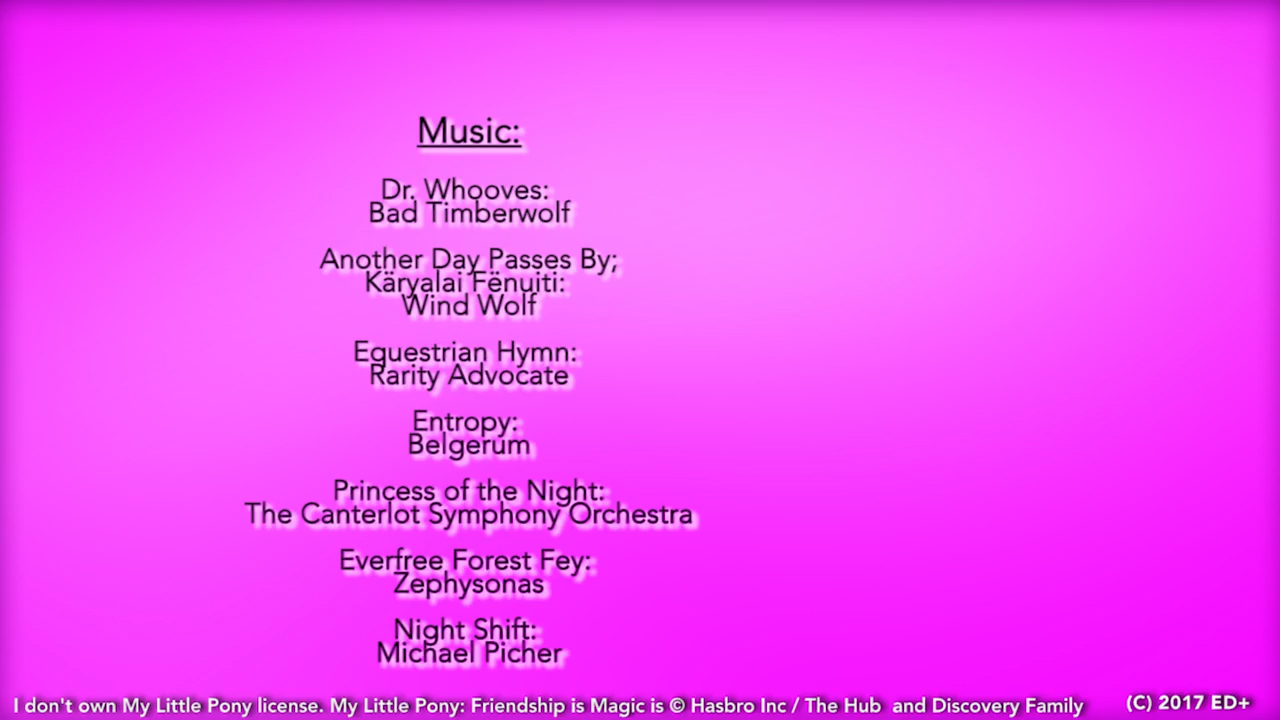 Music:
Dr. Whooves:
Bad Timberwolf
Another Day Passes By;
Käryalai Fënuiti:
Wind Wolf
Equestrian Hymn:
Rarity Advocate
Entropy:
Belgerum
Princess of the Night:
The Canterlot Symphony Orchestra
Everfree Forest Fey:
Zephysonas
Night Shift:
Michael Picher
I don't own My Little Pony license. My Little Pony: Friendship is Magic is © Hasbro Inc / The Hub and Discovery Family
(C) 2017 ED+